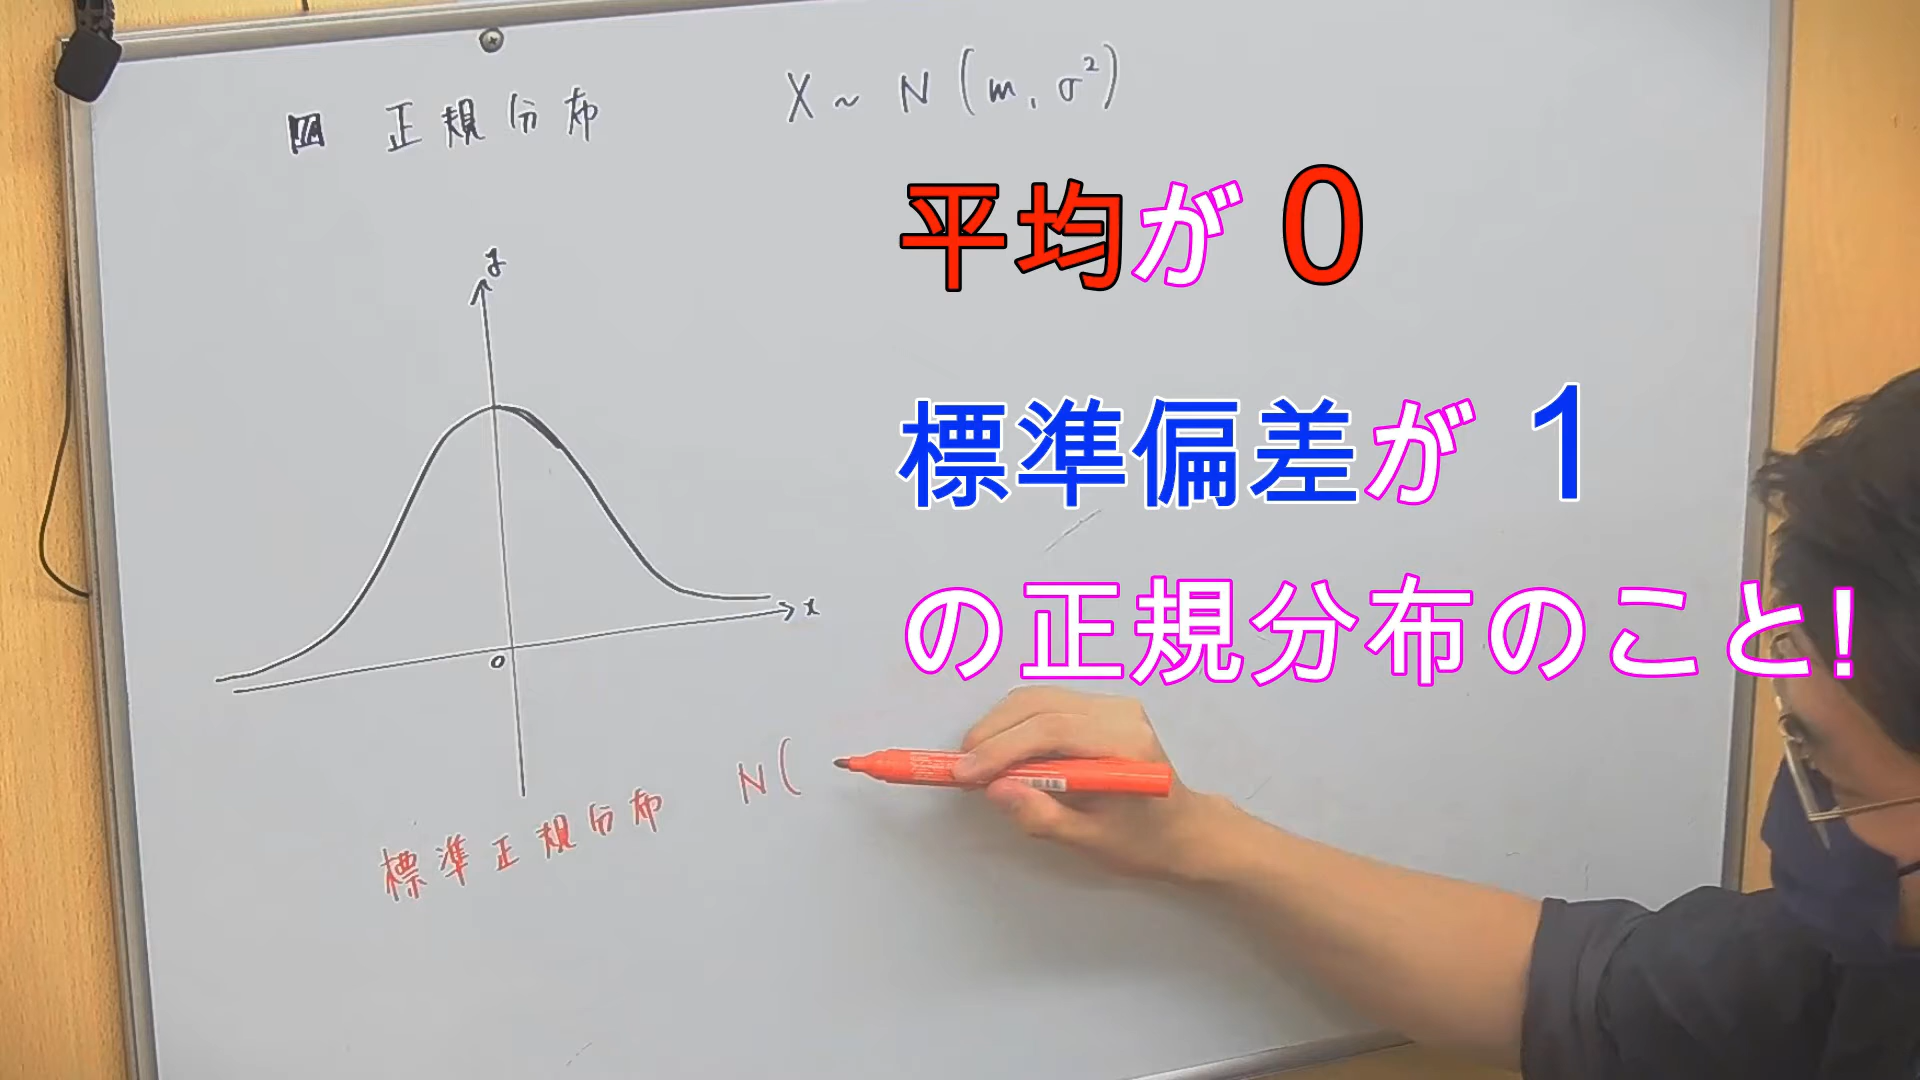 正規分布 X ~ N (m, σ²)
平均が 0
標準偏差が 1
の正規分布のこと!
y
x
0
標準正規分布 N (